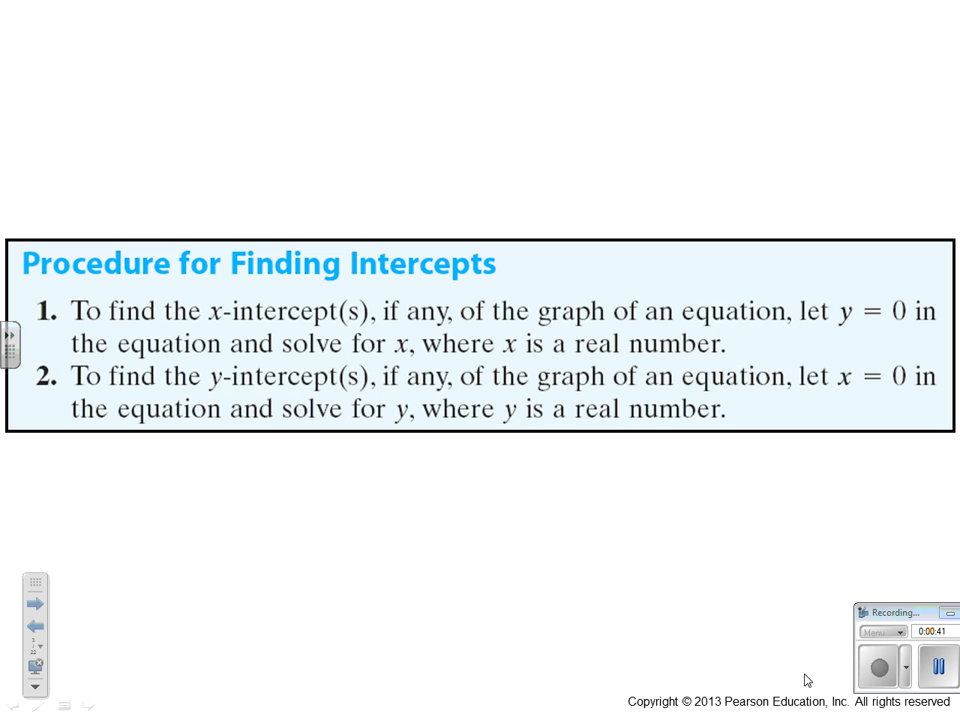 Procedure for Finding Intercepts
1. To find the x-intercept(s), if any, of the graph of an equation, let y = 0 in
the equation and solve for x, where x is a real number.
2. To find the y-intercept(s), if any, of the graph of an equation, let x = 0 in
the equation and solve for y, where y is a real number.
3
22
Recording...
Menu
0:00:41
Copyright © 2013 Pearson Education, Inc. All rights reserved